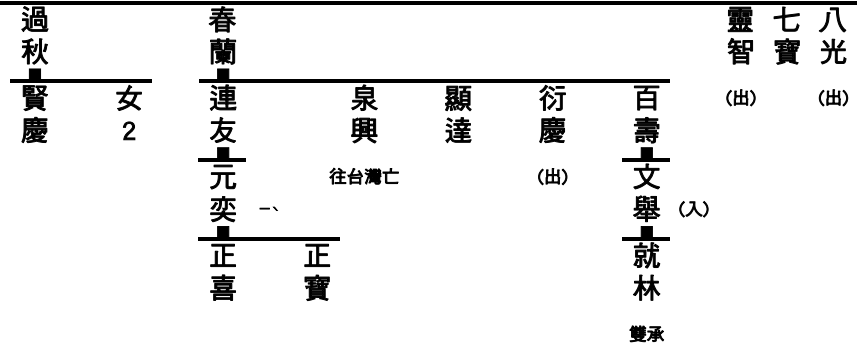 過秋 春蘭 靈智 七寶 八光
（出） （出）
賢慶 女2 連友 泉興 顯達 衍慶 百壽
往台灣亡 （出）
元奕 一、 文舉 （入）
正喜 正寶 就林
雙承